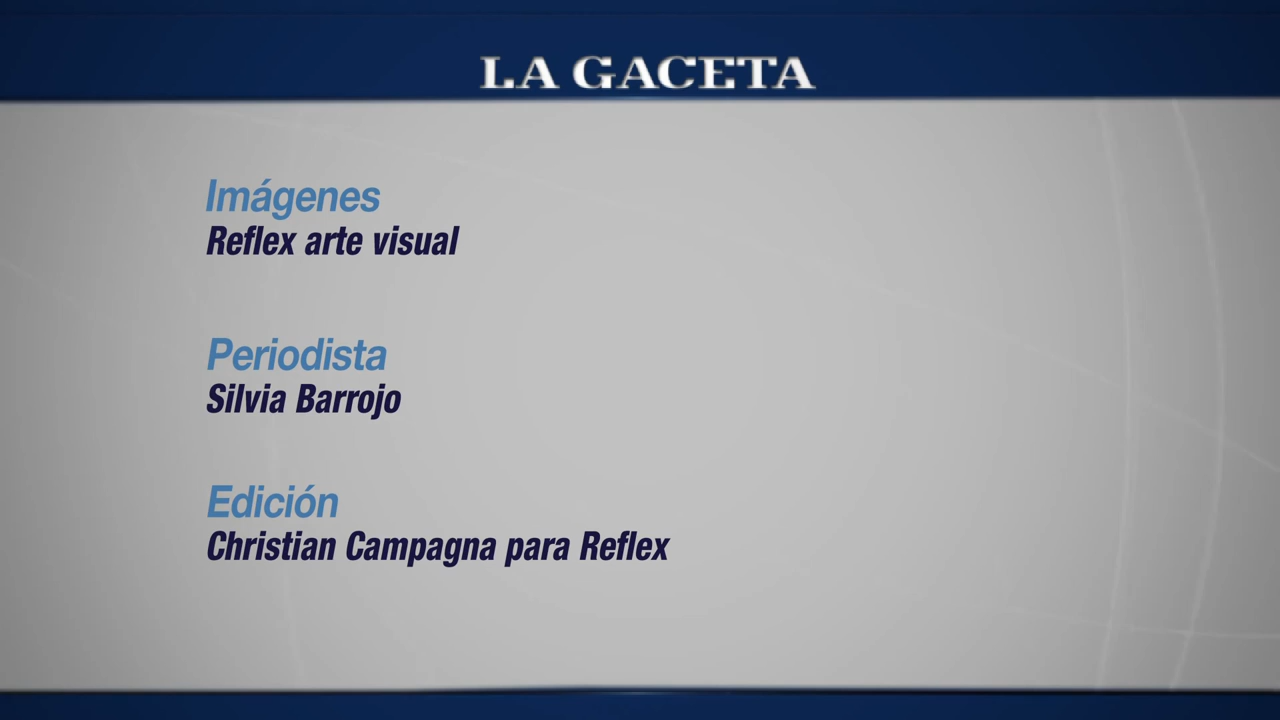 LA GACETA
Imágenes
Reflex arte visual
Periodista
Silvia Barrojo
Edición
Christian Campagna para Reflex